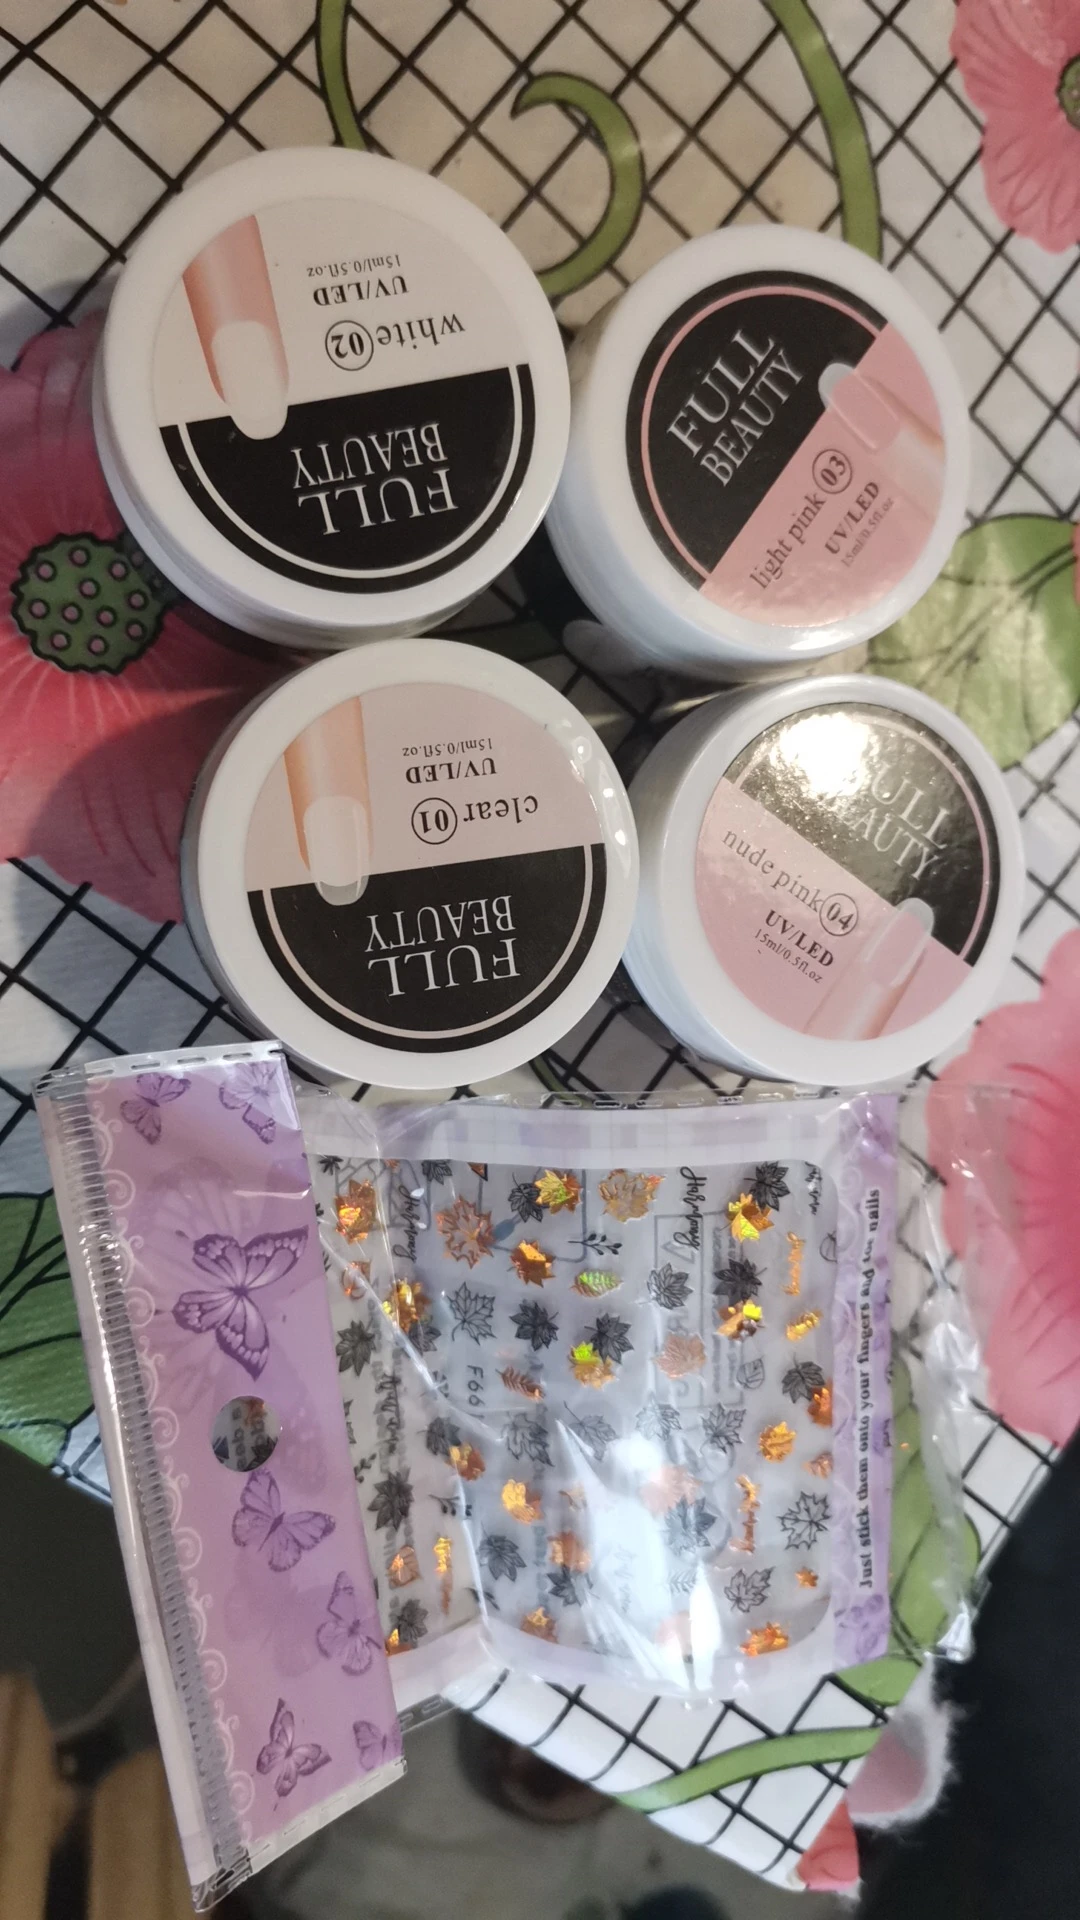 FULL
BEAUTY
white 02
UV/LED
15ml/0.5fl.oz
FULL
BEAUTY
light pink 03
UV/LED
15ml/0.5fl.oz
FULL
BEAUTY
clear 01
UV/LED
15ml/0.5fl.oz
FULL
BEAUTY
nude pink 04
UV/LED
15ml/0.5fl.oz
Just stick them onto your fingers and toe nails